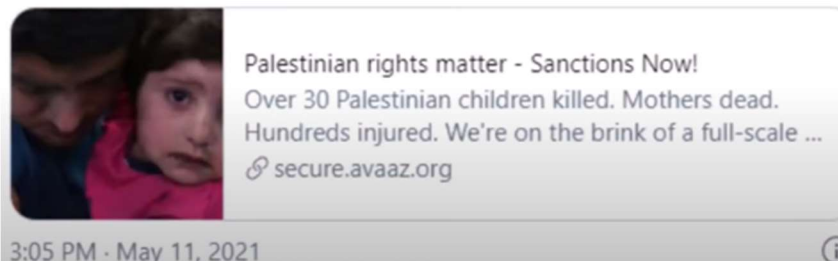 Palestinian rights matter - Sanctions Now!
Over 30 Palestinian children killed. Mothers dead.
Hundreds injured. We're on the brink of a full-scale ...
secure.avaaz.org
3:05 PM · May 11, 2021